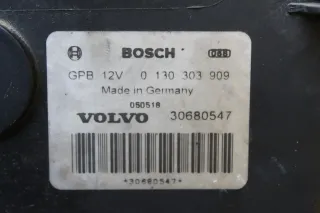 BOSCH
GPB 12V 0 130 303 909
Made in Germany
050518
VOLVO 30680547
*30680547*